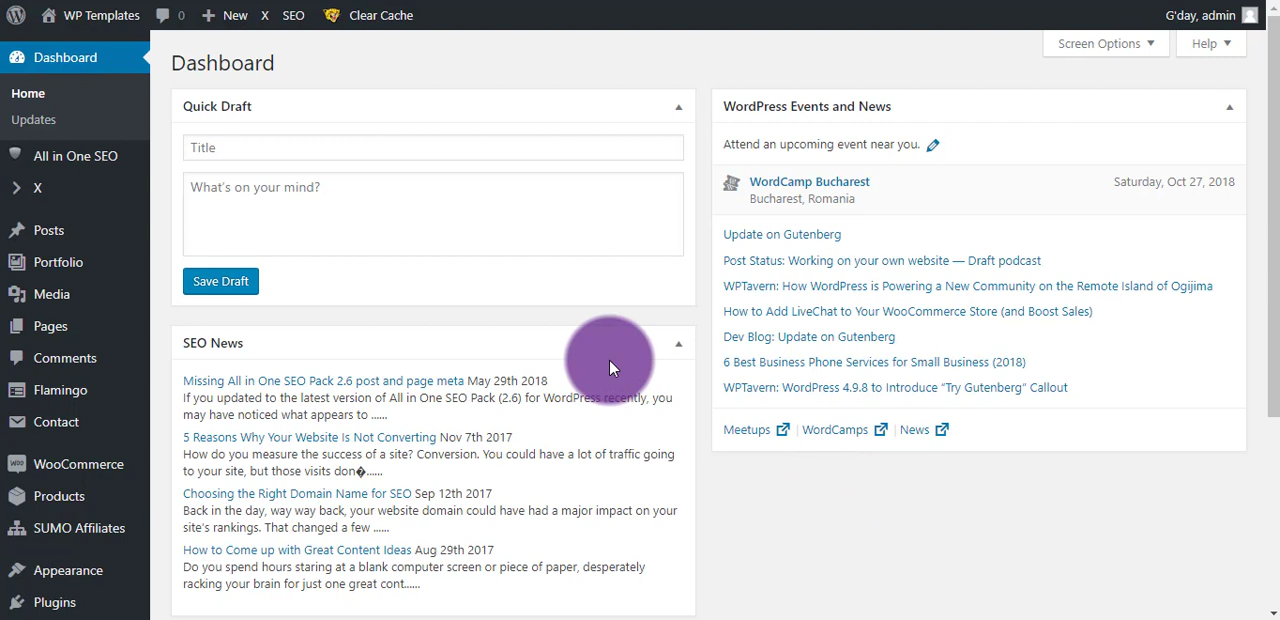 WP Templates 0 New X SEO Clear Cache G'day, admin
Dashboard
Home
Updates
All in One SEO
X
Posts
Portfolio
Media
Pages
Comments
Flamingo
Contact
WooCommerce
Products
SUMO Affiliates
Appearance
Plugins
Screen Options ▼ Help ▼
Dashboard
Quick Draft
Title
What's on your mind?
Save Draft
SEO News
Missing All in One SEO Pack 2.6 post and page meta May 29th 2018
If you updated to the latest version of All in One SEO Pack (2.6) for WordPress recently, you
may have noticed what appears to ......
5 Reasons Why Your Website Is Not Converting Nov 7th 2017
How do you measure the success of a site? Conversion. You could have a lot of traffic going
to your site, but those visits don�......
Choosing the Right Domain Name for SEO Sep 12th 2017
Back in the day, way way back, your website domain could have had a major impact on your
site's rankings. That changed a few ......
How to Come up with Great Content Ideas Aug 29th 2017
Do you spend hours staring at a blank computer screen or piece of paper, desperately
racking your brain for just one great cont......
WordPress Events and News
Attend an upcoming event near you.
WordCamp Bucharest Saturday, Oct 27, 2018
Bucharest, Romania
Update on Gutenberg
Post Status: Working on your own website — Draft podcast
WPTavern: How WordPress is Powering a New Community on the Remote Island of Ogijima
How to Add LiveChat to Your WooCommerce Store (and Boost Sales)
Dev Blog: Update on Gutenberg
6 Best Business Phone Services for Small Business (2018)
WPTavern: WordPress 4.9.8 to Introduce “Try Gutenberg” Callout
Meetups | WordCamps | News